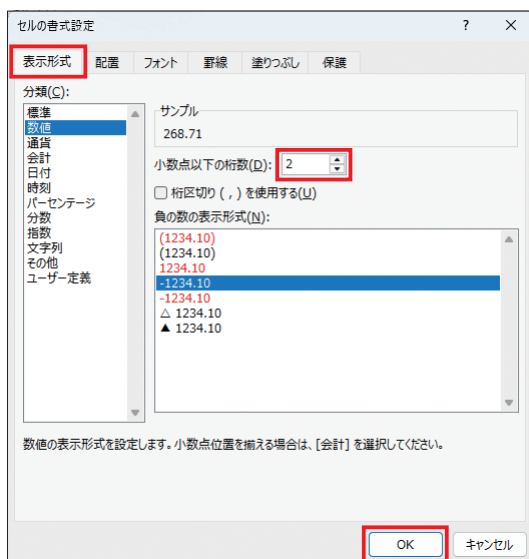 セルの書式設定 ? X
表示形式 配置 フォント 罫線 塗りつぶし 保護
分類(C):
標準
数値
通貨
会計
日付
時刻
パーセンテージ
分数
指数
文字列
その他
ユーザー定義
サンプル
268.71
小数点以下の桁数(D): 2
桁区切り ( , ) を使用する(U)
負の数の表示形式(N):
(1234.10)
(1234.10)
1234.10
-1234.10
-1234.10
△ 1234.10
▲ 1234.10
数値の表示形式を設定します。小数点位置を揃える場合は、[会計] を選択してください。
OK キャンセル